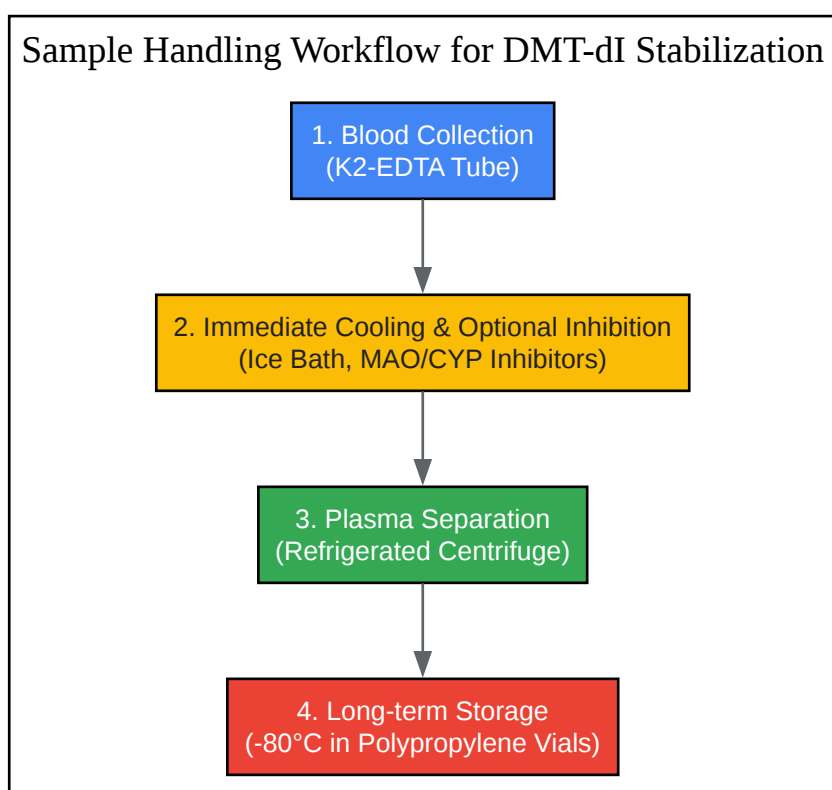 Sample Handling Workflow for DMT-dI Stabilization
1. Blood Collection
(K2-EDTA Tube)
2. Immediate Cooling & Optional Inhibition
(Ice Bath, MAO/CYP Inhibitors)
3. Plasma Separation
(Refrigerated Centrifuge)
4. Long-term Storage
(-80°C in Polypropylene Vials)